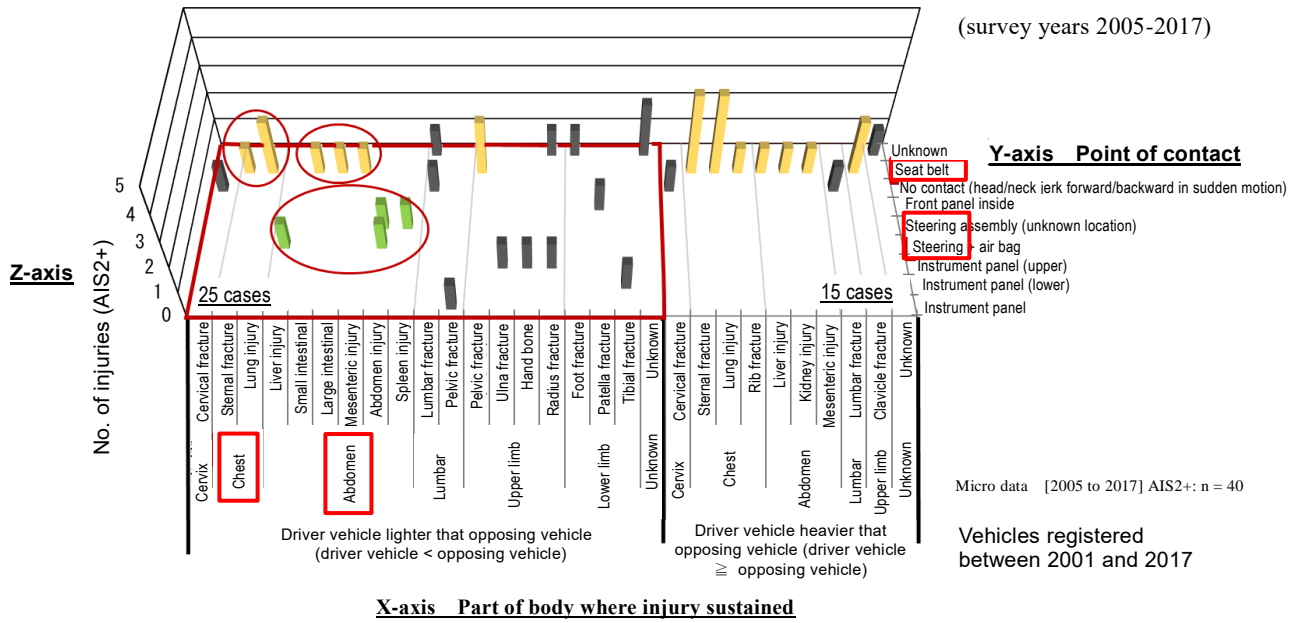 (survey years 2005-2017)
Unknown
Y-axis Point of contact
Seat belt
No contact (head/neck jerk forward/backward in sudden motion)
Front panel inside
Steering assembly (unknown location)
Steering + air bag
Instrument panel (upper)
Instrument panel (lower)
Instrument panel
Z-axis
No. of injuries (AIS2+)
5
4
3
2
1
0
25 cases
15 cases
Cervical fracture
Sternal fracture
Lung injury
Liver injury
Small intestinal
Large intestinal
Mesenteric injury
Abdomen injury
Spleen injury
Lumbar fracture
Pelvic fracture
Pelvic fracture
Ulna fracture
Hand bone
Radius fracture
Foot fracture
Patella fracture
Tibial fracture
Unknown
Cervical fracture
Sternal fracture
Lung injury
Rib fracture
Liver injury
Kidney injury
Mesenteric injury
Lumbar fracture
Clavicle fracture
Unknown
Cervix
Chest
Abdomen
Lumbar
Upper limb
Lower limb
Unknown
Cervix
Chest
Abdomen
Lumbar
Upper limb
Unknown
Driver vehicle lighter that opposing vehicle
(driver vehicle < opposing vehicle)
Driver vehicle heavier that
opposing vehicle (driver vehicle
≧ opposing vehicle)
Micro data [2005 to 2017] AIS2+: n = 40
Vehicles registered
between 2001 and 2017
X-axis Part of body where injury sustained